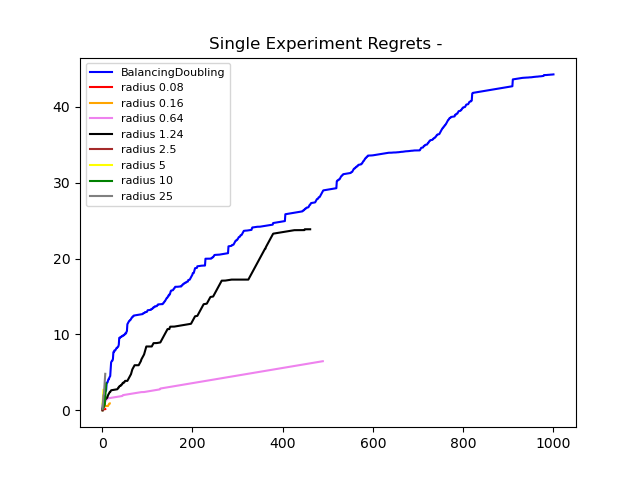 Single Experiment Regrets -
BalancingDoubling
radius 0.08
radius 0.16
radius 0.64
radius 1.24
radius 2.5
radius 5
radius 10
radius 25
40
30
20
10
0
0 200 400 600 800 1000